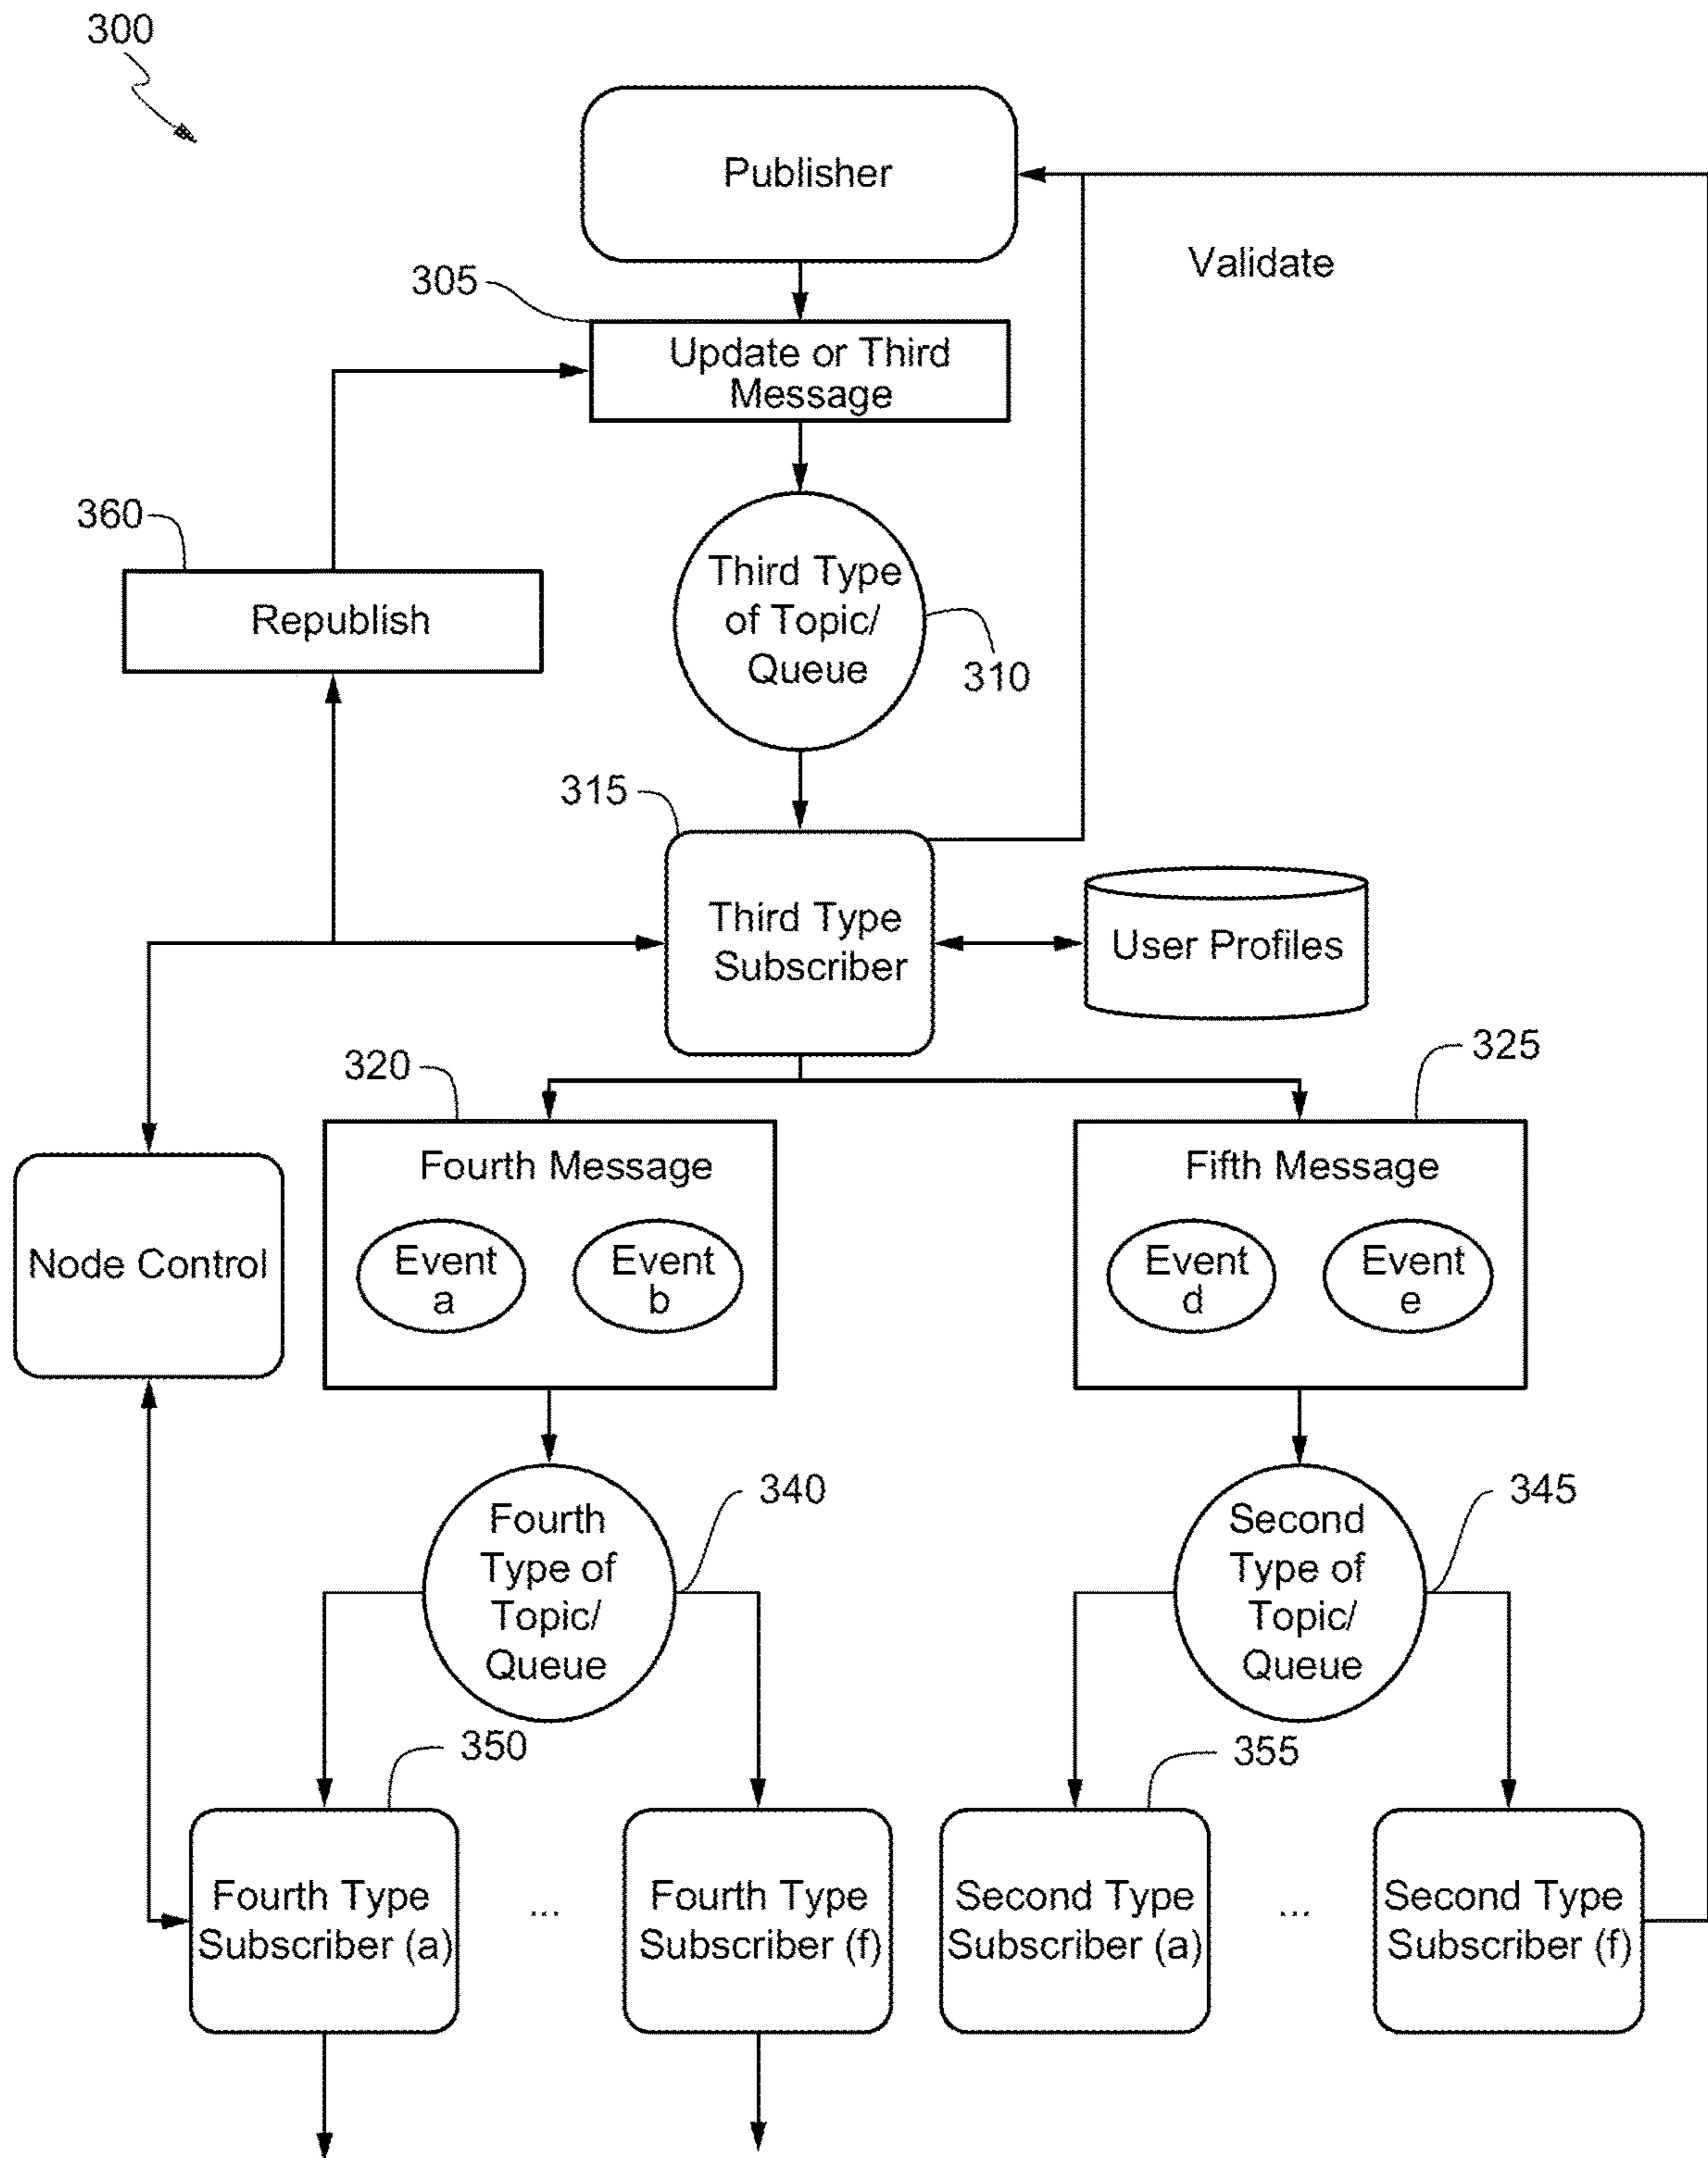 300
Publisher
Validate
305
Update or Third
Message
360
Republish
Third Type
of Topic/
Queue
310
315
Third Type
Subscriber
User Profiles
320
325
Fourth Message
Event
a
Event
b
Fifth Message
Event
d
Event
e
Node Control
Fourth
Type of
Topic/
Queue
340
Second
Type of
Topic/
Queue
345
350
355
Fourth Type
Subscriber (a)
...
Fourth Type
Subscriber (f)
Second Type
Subscriber (a)
...
Second Type
Subscriber (f)